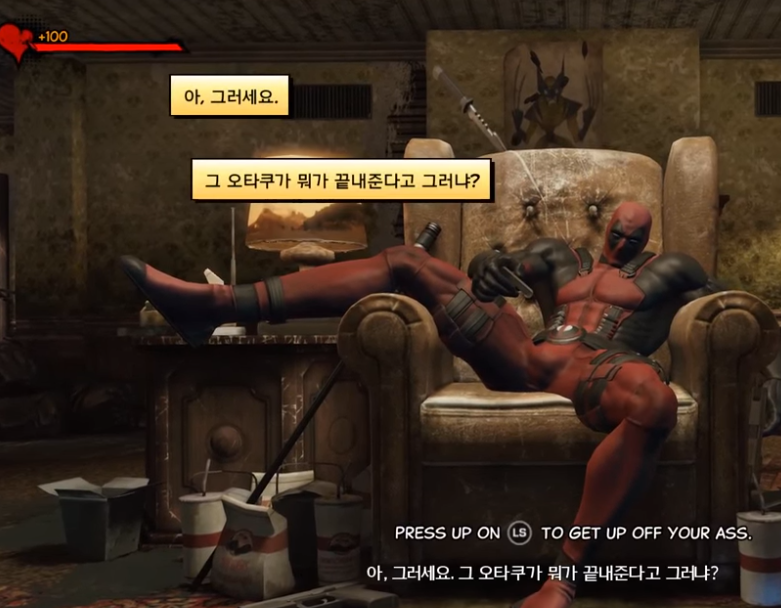 +100
아, 그러세요.
그 오타쿠가 뭐가 끝내준다고 그러냐?
PRESS UP ON LS TO GET UP OFF YOUR ASS.
아, 그러세요. 그 오타쿠가 뭐가 끝내준다고 그러냐?